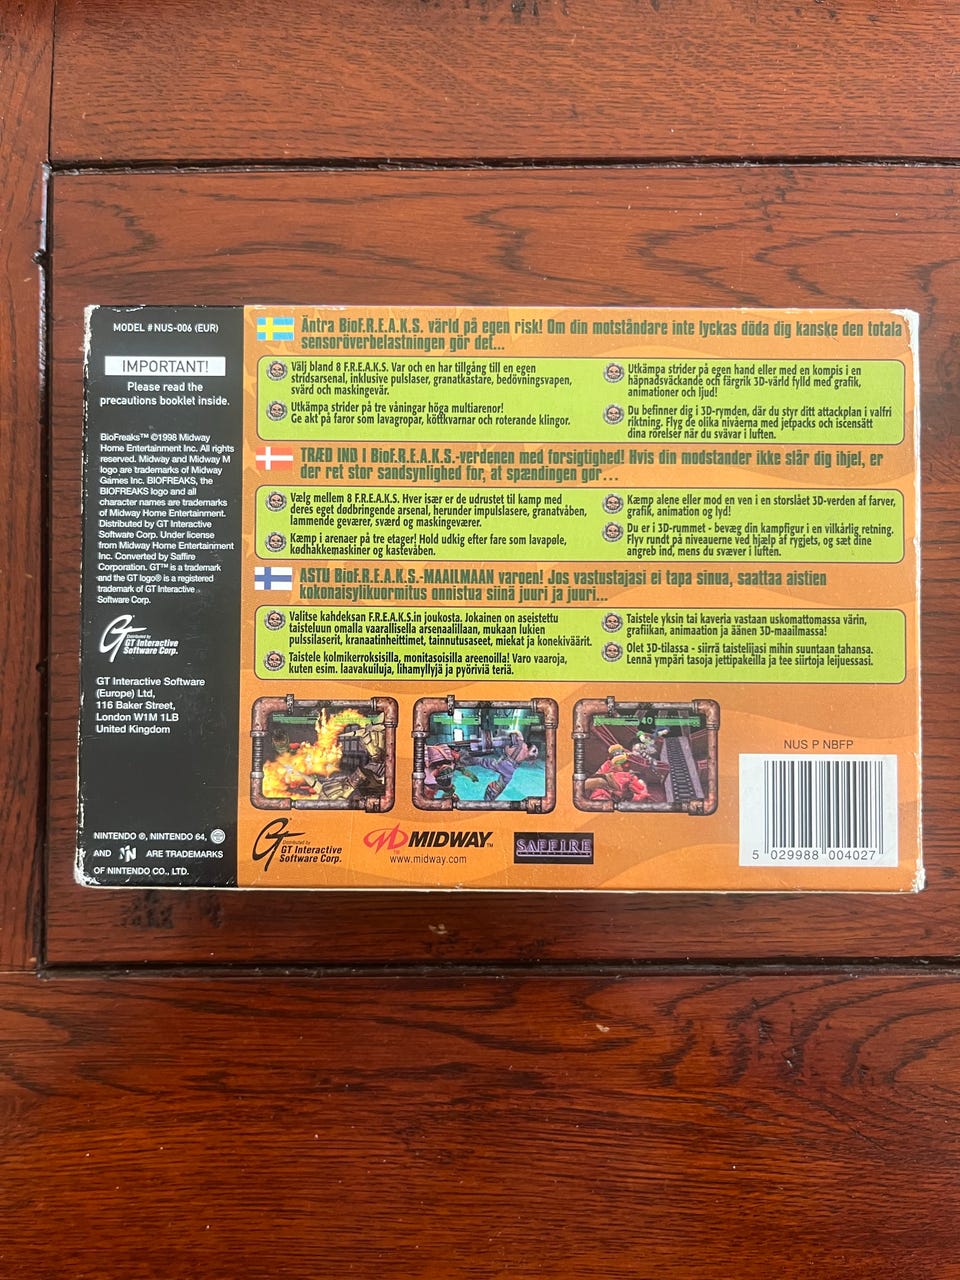 MODEL #NUS-006 (EUR)
IMPORTANT!
Please read the
precautions booklet inside.
BioFreaks™ ©1998 Midway
Home Entertainment Inc. All rights
reserved. Midway and Midway M
logo are trademarks of Midway
Games Inc. BIOFREAKS, the
BIOFREAKS logo and all
character names are trademarks
of Midway Home Entertainment.
Distributed by GT Interactive
Software Corp. Under license
from Midway Home Entertainment
Inc. Converted by Saffire
Corporation. GT™ is a trademark
and the GT logo® is a registered
trademark of GT Interactive
Software Corp.
GT
Distributed by
GT Interactive
Software Corp.
GT Interactive Software
(Europe) Ltd,
116 Baker Street,
London W1M 1LB
United Kingdom
NINTENDO ®, NINTENDO 64,
AND N ARE TRADEMARKS
OF NINTENDO CO., LTD.
Äntra BioF.R.E.A.K.S. värld på egen risk! Om din motståndare inte lyckas döda dig kanske den totala
sensoröverbelastningen gör det...
Välj bland 8 F.R.E.A.K.S. Var och en har tillgång till en egen
stridsarsenal, inklusive pulslaser, granatkastare, bedövningsvapen,
svärd och maskingevär.
Utkämpa strider på tre våningar höga multiarenor!
Ge akt på faror som lavagropar, köttkvarnar och roterande klingor.
Utkämpa strider på egen hand eller med en kompis i en
häpnadsväckande och färgrik 3D-värld fylld med grafik,
animationer och ljud!
Du befinner dig i 3D-rymden, där du styr ditt attackplan i valfri
riktning. Flyg de olika nivåerna med jetpacks och iscensätt
dina rörelser när du svävar i luften.
TRÆD IND I BioF.R.E.A.K.S.-verdenen med forsigtighed! Hvis din modstander ikke slår dig ihjel, er
der ret stor sandsynlighed for, at spændingen gør...
Vælg mellem 8 F.R.E.A.K.S. Hver især er de udrustet til kamp med
deres eget dødbringende arsenal, herunder impulslasere, granatvåben,
lammende geværer, sværd og maskingeværer.
Kæmp i arenaer på tre etager! Hold udkig efter fare som lavapøle,
kødhakkemaskiner og kastevåben.
Kæmp alene eller mod en ven i en storslået 3D-verden af farver,
grafik, animation og lyd!
Du er i 3D-rummet - bevæg din kampfigur i en vilkårlig retning.
Flyv rundt på niveauerne ved hjælp af rygjets, og sæt dine
angreb ind, mens du svæver i luften.
ASTU BioF.R.E.A.K.S.-MAAILMAAN varoen! Jos vastustajasi ei tapa sinua, saattaa aistien
kokonaisylikuormitus onnistua siinä juuri ja juuri...
Valitse kahdeksan F.R.E.A.K.S.in joukosta. Jokainen on aseistettu
taisteluun omalla vaarallisella arsenaalillaan, mukaan lukien
pulssilaserit, kranaatinheittimet, tainnutusaseet, miekat ja konekiväärit.
Taistele kolmikerroksisilla, monitasoisilla areenoilla! Varo vaaroja,
kuten esim. laavakuiluja, lihamyllyjä ja pyöriviä teriä.
Taistele yksin tai kaveria vastaan uskomattomassa värin,
grafiikan, animaation ja äänen 3D-maailmassa!
Olet 3D-tilassa - siirrä taistelijasi mihin suuntaan tahansa.
Lennä ympäri tasoja jettipakeilla ja tee siirtoja leijuessasi.
40
GT
Distributed by
GT Interactive
Software Corp.
MIDWAY™
www.midway.com
SAFFIRE
NUS P NBFP
5 029988 004027